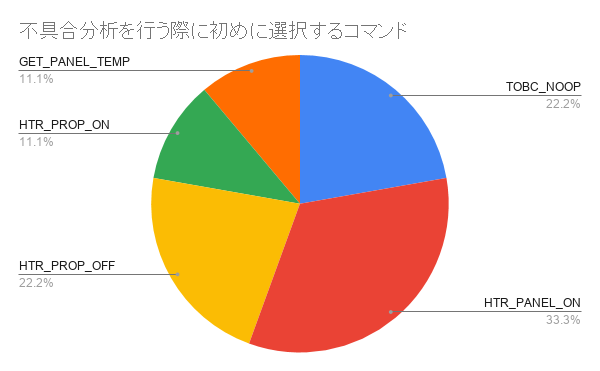 不具合分析を行う際に初めに選択するコマンド
GET_PANEL_TEMP
11.1%
TOBC_NOOP
22.2%
HTR_PROP_ON
11.1%
HTR_PROP_OFF
22.2%
HTR_PANEL_ON
33.3%